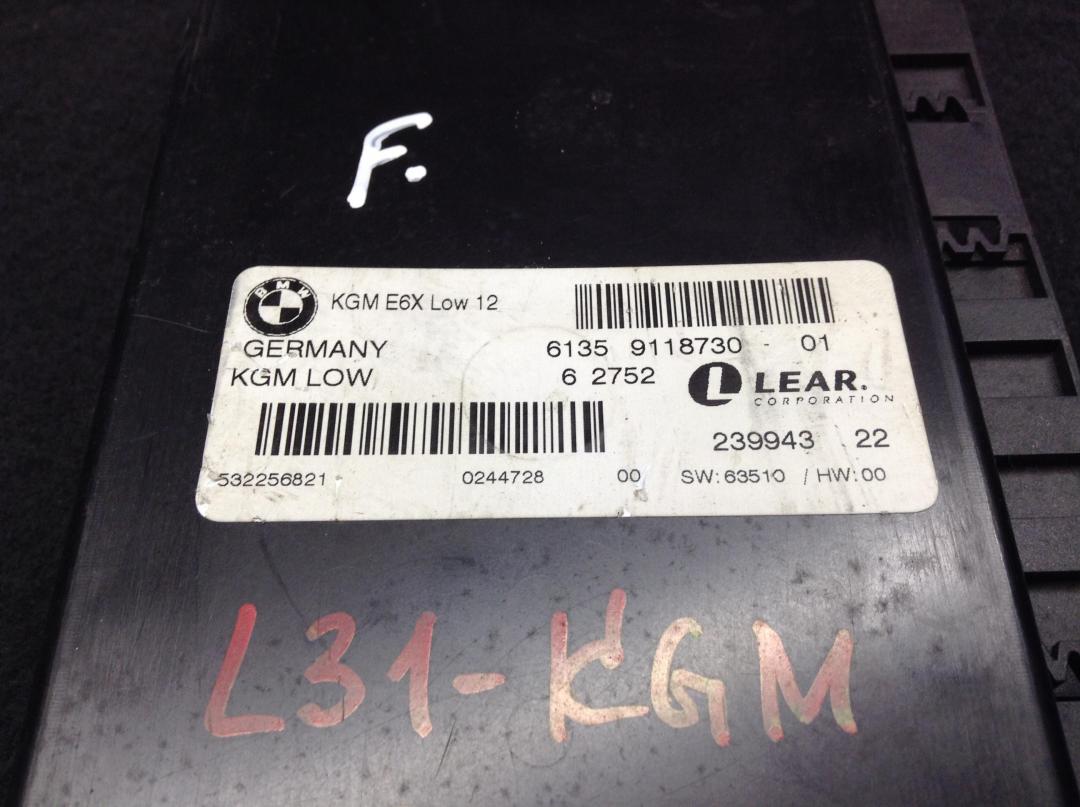 F.
BMW
KGM E6X Low 12
GERMANY
6135 9118730 - 01
KGM LOW
6 2752
L LEAR.
CORPORATION
239943 22
532256821
0244728
00
SW:63510 / HW:00
L31-KGM